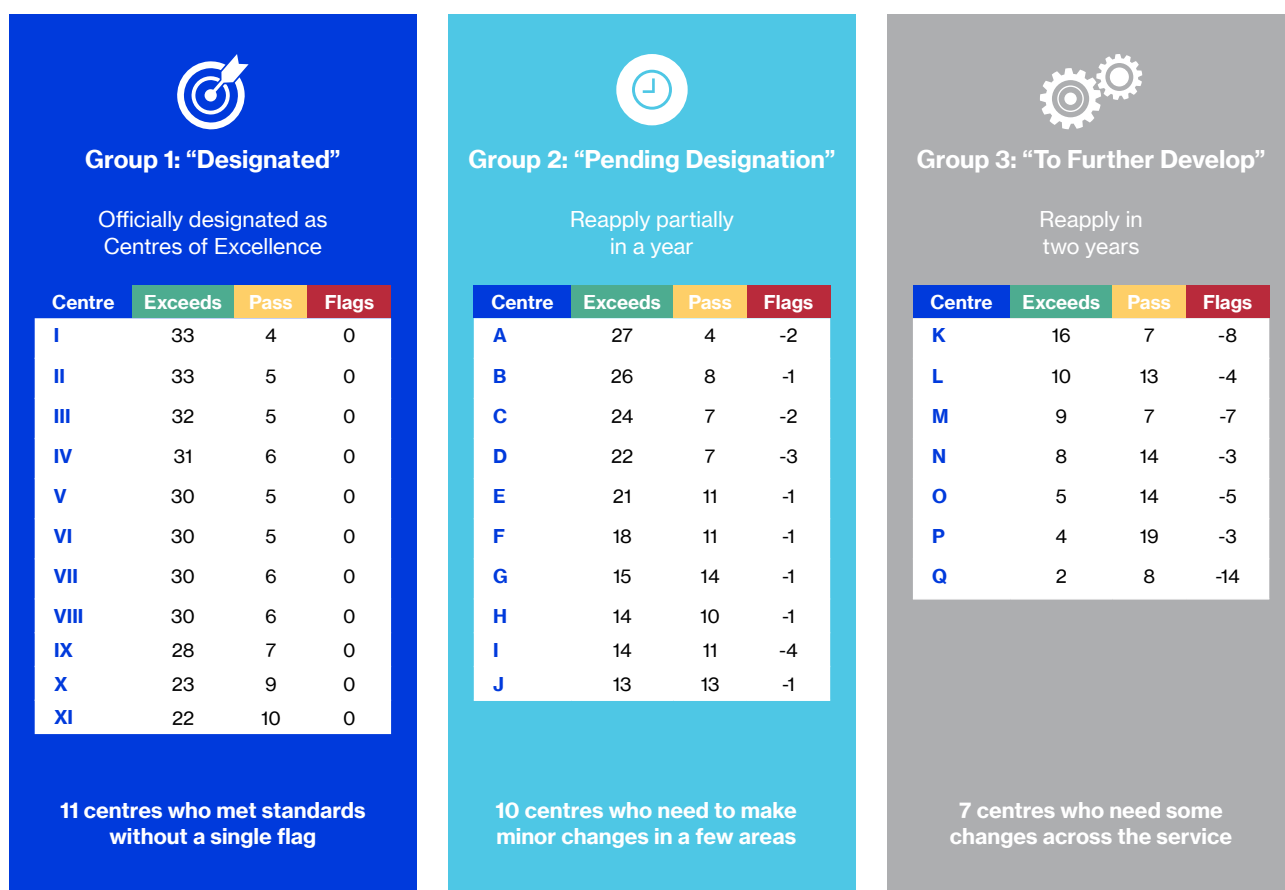 Group 1: “Designated”
Officially designated as
Centres of Excellence
Centre Exceeds Pass Flags
I 33 4 0
II 33 5 0
III 32 5 0
IV 31 6 0
V 30 5 0
VI 30 5 0
VII 30 6 0
VIII 30 6 0
IX 28 7 0
X 23 9 0
XI 22 10 0
11 centres who met standards
without a single flag
Group 2: “Pending Designation”
Reapply partially
in a year
Centre Exceeds Pass Flags
A 27 4 -2
B 26 8 -1
C 24 7 -2
D 22 7 -3
E 21 11 -1
F 18 11 -1
G 15 14 -1
H 14 10 -1
I 14 11 -4
J 13 13 -1
10 centres who need to make
minor changes in a few areas
Group 3: “To Further Develop”
Reapply in
two years
Centre Exceeds Pass Flags
K 16 7 -8
L 10 13 -4
M 9 7 -7
N 8 14 -3
O 5 14 -5
P 4 19 -3
Q 2 8 -14
7 centres who need some
changes across the service